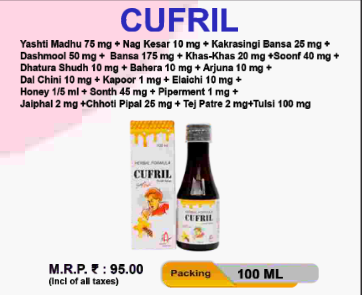 CUFRIL
Yashti Madhu 75 mg + Nag Kesar 10 mg + Kakrasingi Bansa 25 mg +
Dashmool 50 mg + Bansa 175 mg + Khas-Khas 20 mg +Soonf 40 mg +
Dhatura Shudh 10 mg + Bahera 10 mg + Arjuna 10 mg +
Dal Chini 10 mg + Kapoor 1 mg + Elaichi 10 mg +
Honey 1/5 ml + Sonth 45 mg + Piperment 1 mg +
Jaiphal 2 mg +Chhoti Pipal 25 mg + Tej Patre 2 mg+Tulsi 100 mg
HERBAL FORMULA
CUFRIL
HERBAL FORMULA
CUFRIL
M.R.P. ₹ : 95.00
(Incl of all taxes)
Packing
100 ML